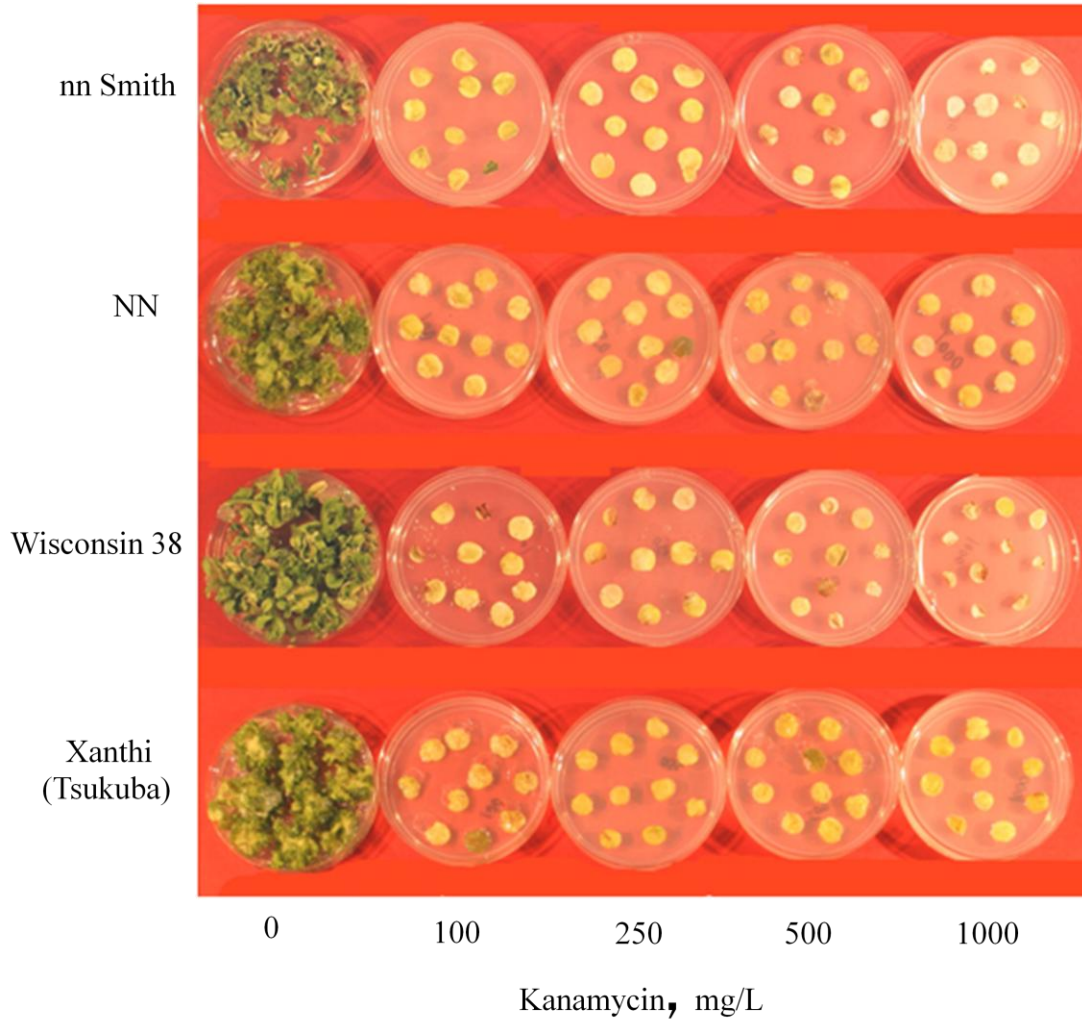 nn Smith
NN
Wisconsin 38
Xanthi
(Tsukuba)
0
100
250
500
1000
Kanamycin, mg/L